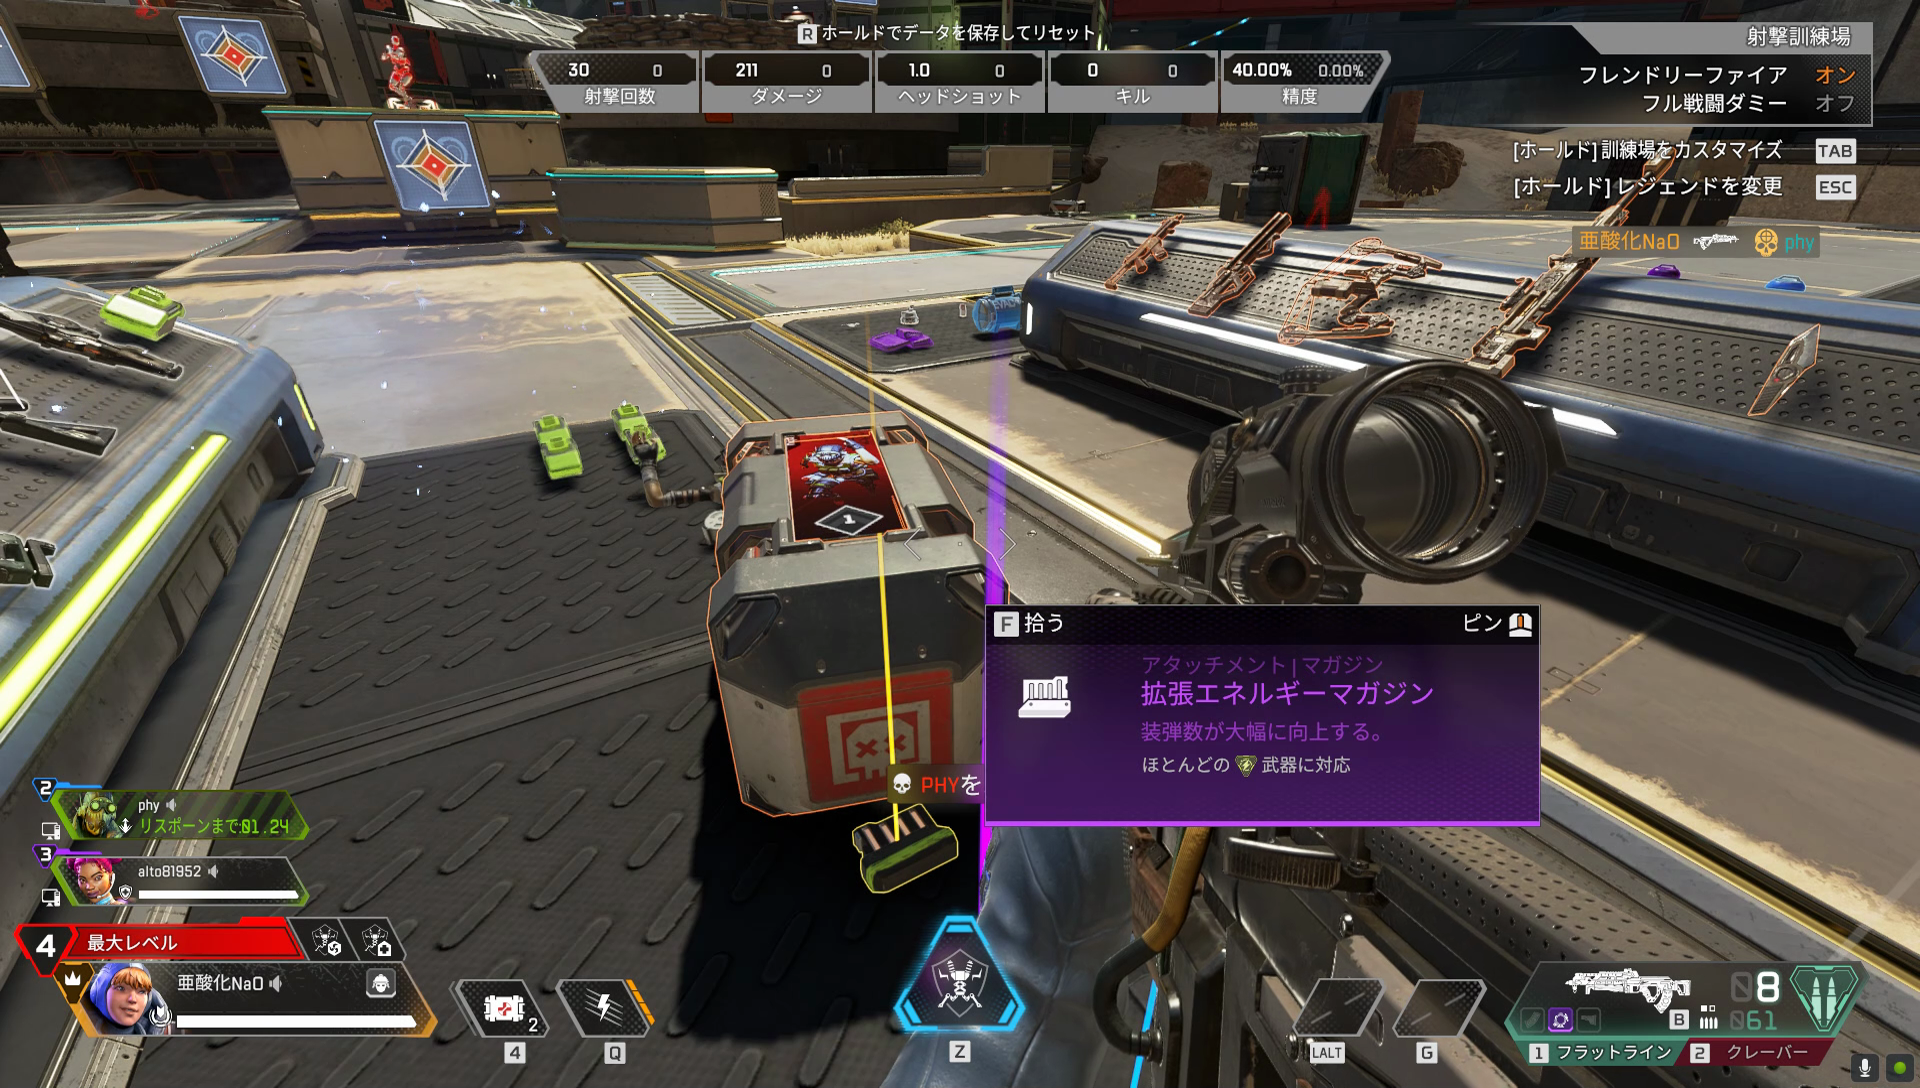 R ホールドでデータを保存してリセット
30 0
射撃回数
211 0
ダメージ
1.0 0
ヘッドショット
0 0
キル
40.00% 0.00%
精度
射撃訓練場
フレンドリーファイア オン
フル戦闘ダミー オフ
[ホールド]訓練場をカスタマイズ TAB
[ホールド]レジェンドを変更 ESC
亜酸化NaO phy
1
F 拾う ピン
アタッチメント|マガジン
拡張エネルギーマガジン
装弾数が大幅に向上する。
ほとんどの 武器に対応
PHYを
2
phy
リスポーンまで:01.24
3
alto81952
4
最大レベル
亜酸化NaO
2
4
Q
Z
LALT
G
B
08
061
1 フラットライン 2 クレーバー